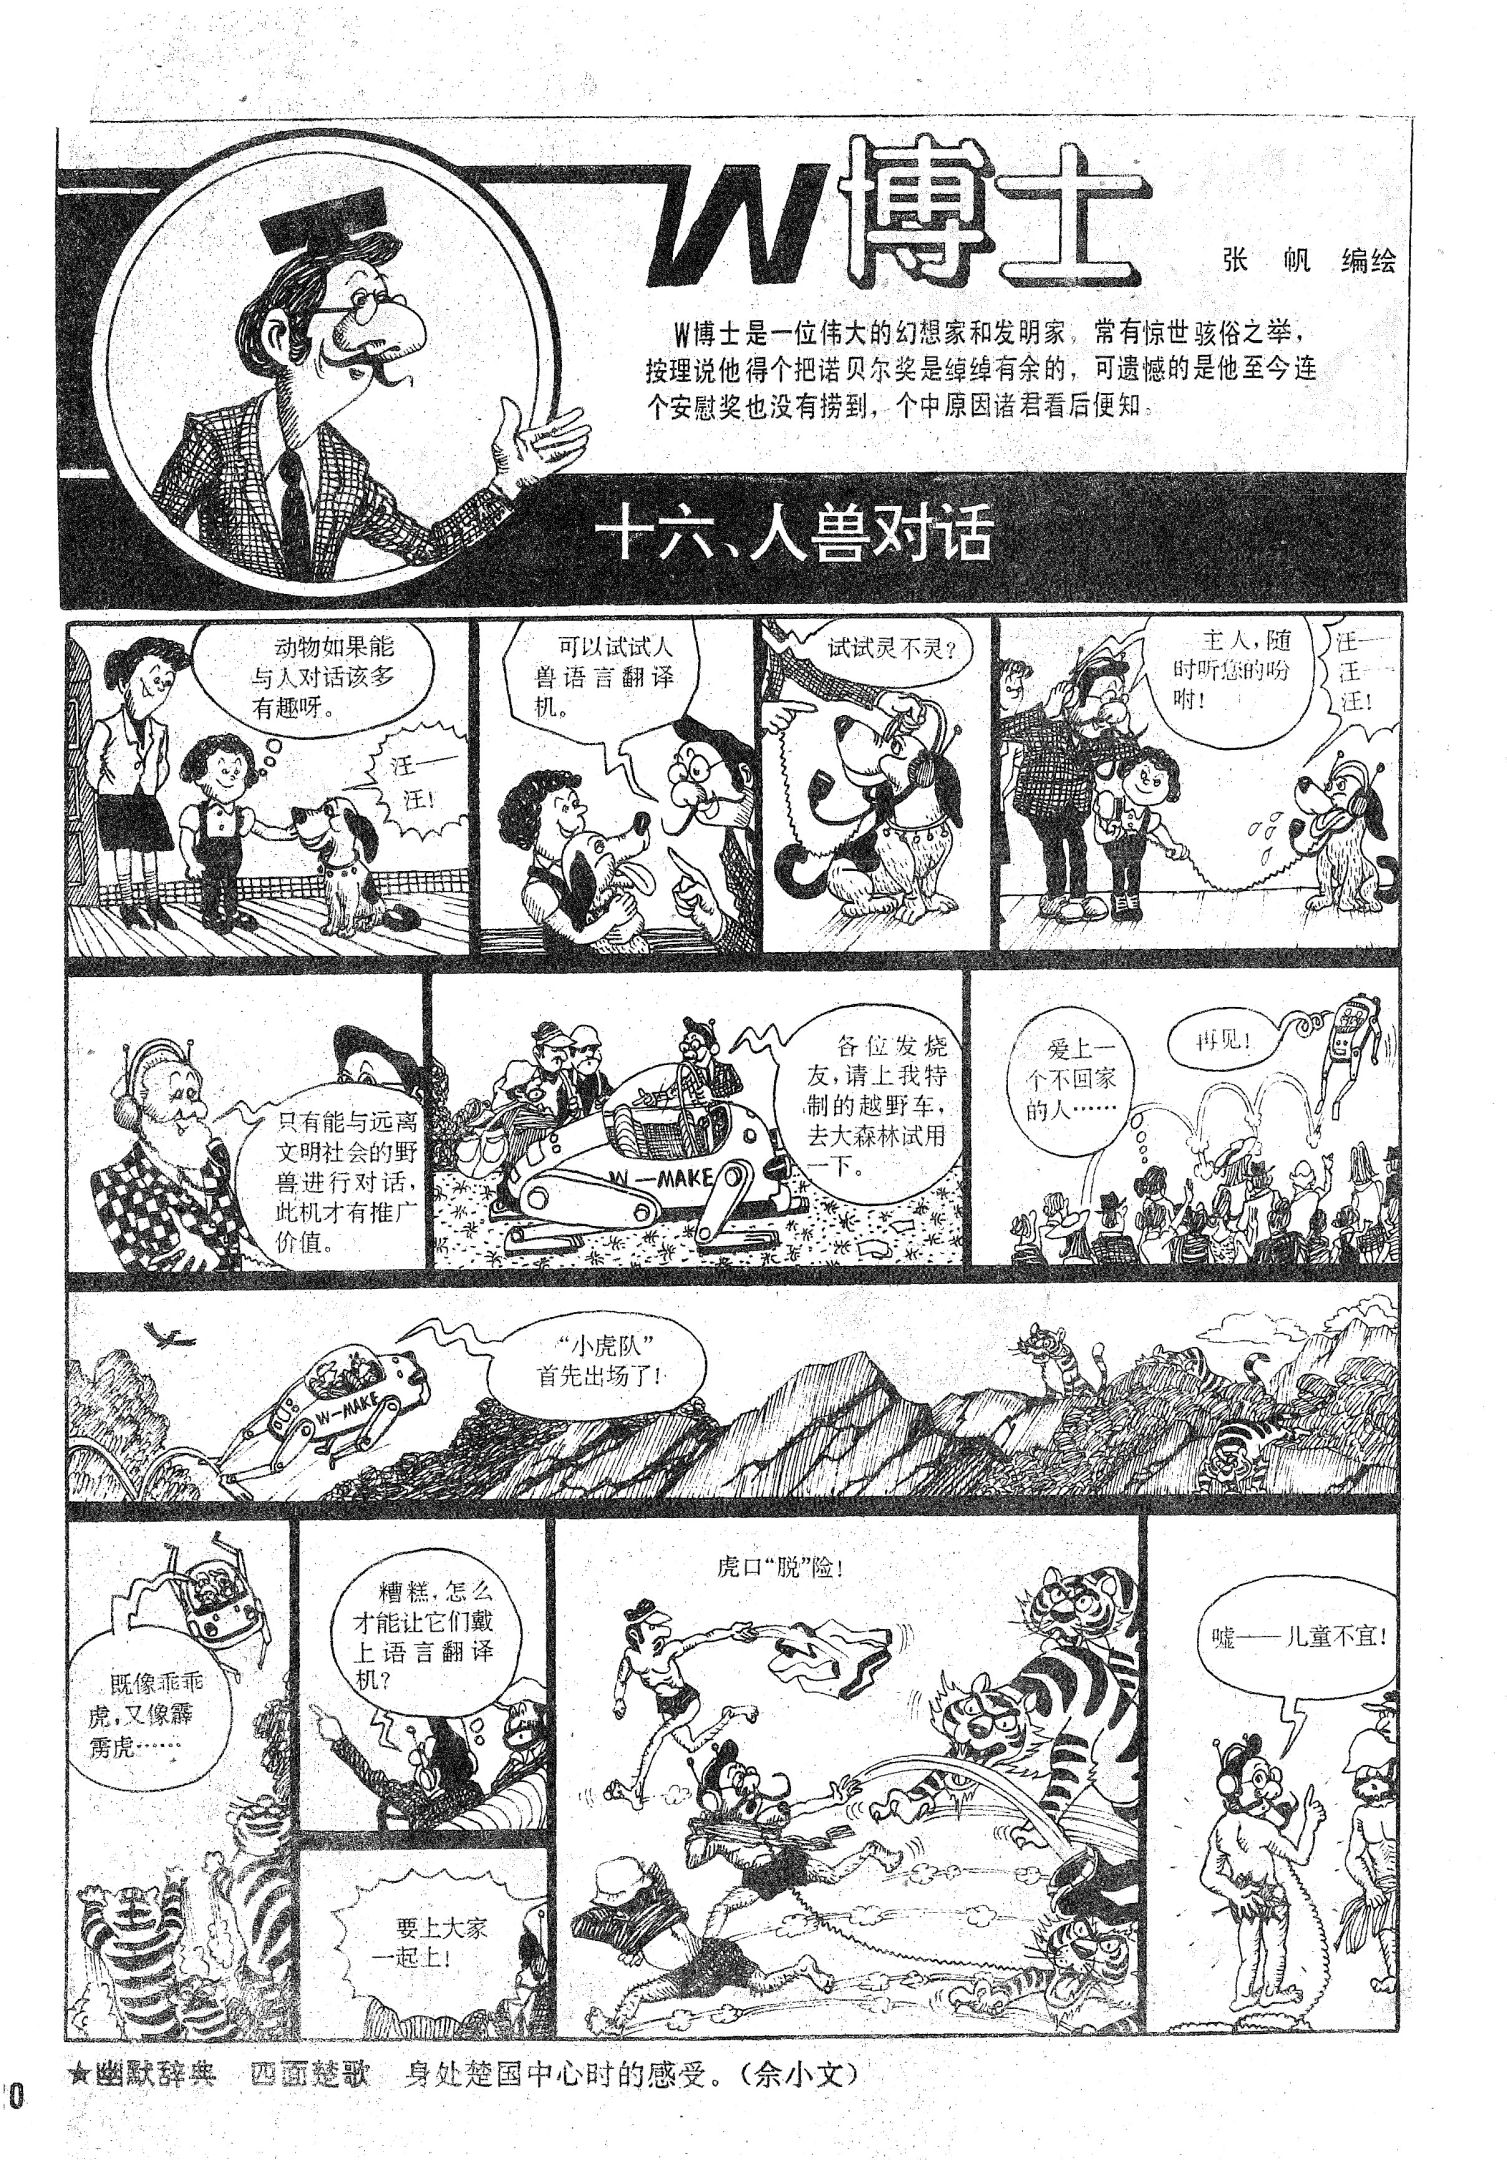 W博士
张 帆 编绘
W博士是一位伟大的幻想家和发明家，常有惊世骇俗之举，
按理说他得个把诺贝尔奖是绰绰有余的，可遗憾的是他至今连
个安慰奖也没有捞到，个中原因诸君看后便知。
十六、人兽对话
动物如果能
与人对话该多
有趣呀。
汪——
汪！
可以试试人
兽语言翻译
机。
试试灵不灵？
主人，随
时听您的吩
咐！
汪——
汪——
汪！
只有能与远离
文明社会的野
兽进行对话，
此机才有推广
价值。
各位发烧
友，请上我特
制的越野车，
去大森林试用
一下。
W—MAKE
爱上一
个不回家
的人……
再见！
“小虎队”
首先出场了！
W—MAKE
既像乖乖
虎，又像霹
雳虎……
糟糕，怎么
才能让它们戴
上语言翻译
机？
要上大家
一起上！
虎口“脱”险！
嘘——儿童不宜！
★幽默辞典 四面楚歌 身处楚国中心时的感受。（佘小文）
0